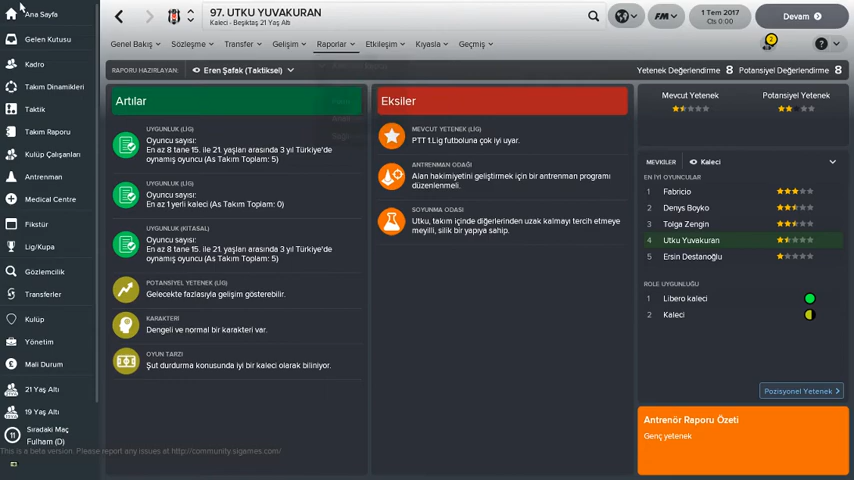 Ana Sayfa
Gelen Kutusu
Kadro
Takım Dinamikleri
Taktik
Takım Raporu
Kulüp Çalışanları
Antrenman
Medical Centre
Fikstür
Lig/Kupa
Gözlemcilik
Transferler
Kulüp
Yönetim
Mali Durum
21 Yaş Altı
19 Yaş Altı
11
Sıradaki Maç
Fulham (D)
97. UTKU YUVAKURAN
Kaleci - Beşiktaş 21 Yaş Altı
FM
1 Tem 2017
Cts 0:00
Devam
Genel Bakış
Sözleşme
Transfer
Gelişim
Raporlar
Etkileşim
Kıyasla
Geçmiş
2
?
RAPORU HAZIRLAYAN:
Eren Şafak (Taktiksel)
Yetenek Değerlendirme 8
Potansiyel Değerlendirme 8
Artılar
UYGUNLUK (LİG)
Oyuncu sayısı:
En az 8 tane 15. ile 21. yaşları arasında 3 yıl Türkiye'de
oynamış oyuncu (As Takım Toplam: 5)
UYGUNLUK (LİG)
Oyuncu sayısı:
En az 1 yerli kaleci (As Takım Toplam: 0)
UYGUNLUK (KITASAL)
Oyuncu sayısı:
En az 8 tane 15. ile 21. yaşları arasında 3 yıl Türkiye'de
oynamış oyuncu (As Takım Toplam: 5)
POTANSİYEL YETENEK (LİG)
Gelecekte fazlasıyla gelişim gösterebilir.
KARAKTERİ
Dengeli ve normal bir karakteri var.
OYUN TARZI
Şut durdurma konusunda iyi bir kaleci olarak biliniyor.
Eksiler
MEVCUT YETENEK (LİG)
PTT 1.Lig futboluna çok iyi uyar.
ANTRENMAN ODAĞI
Alan hakimiyetini geliştirmek için bir antrenman programı
düzenlenmeli.
SOYUNMA ODASI
Utku, takım içinde diğerlerinden uzak kalmayı tercih etmeye
meyilli, silik bir yapıya sahip.
Mevcut Yetenek
Potansiyel Yetenek
MEVKİLER
Kaleci
EN İYİ OYUNCULAR
1 Fabricio
2 Denys Boyko
3 Tolga Zengin
4 Utku Yuvakuran
5 Ersin Destanoğlu
ROLE UYGUNLUĞU
1 Libero kaleci
2 Kaleci
Pozisyonel Yetenek
Antrenör Raporu Özeti
Genç yetenek
This is a beta version. Please report any issues at http://community.sigames.com/